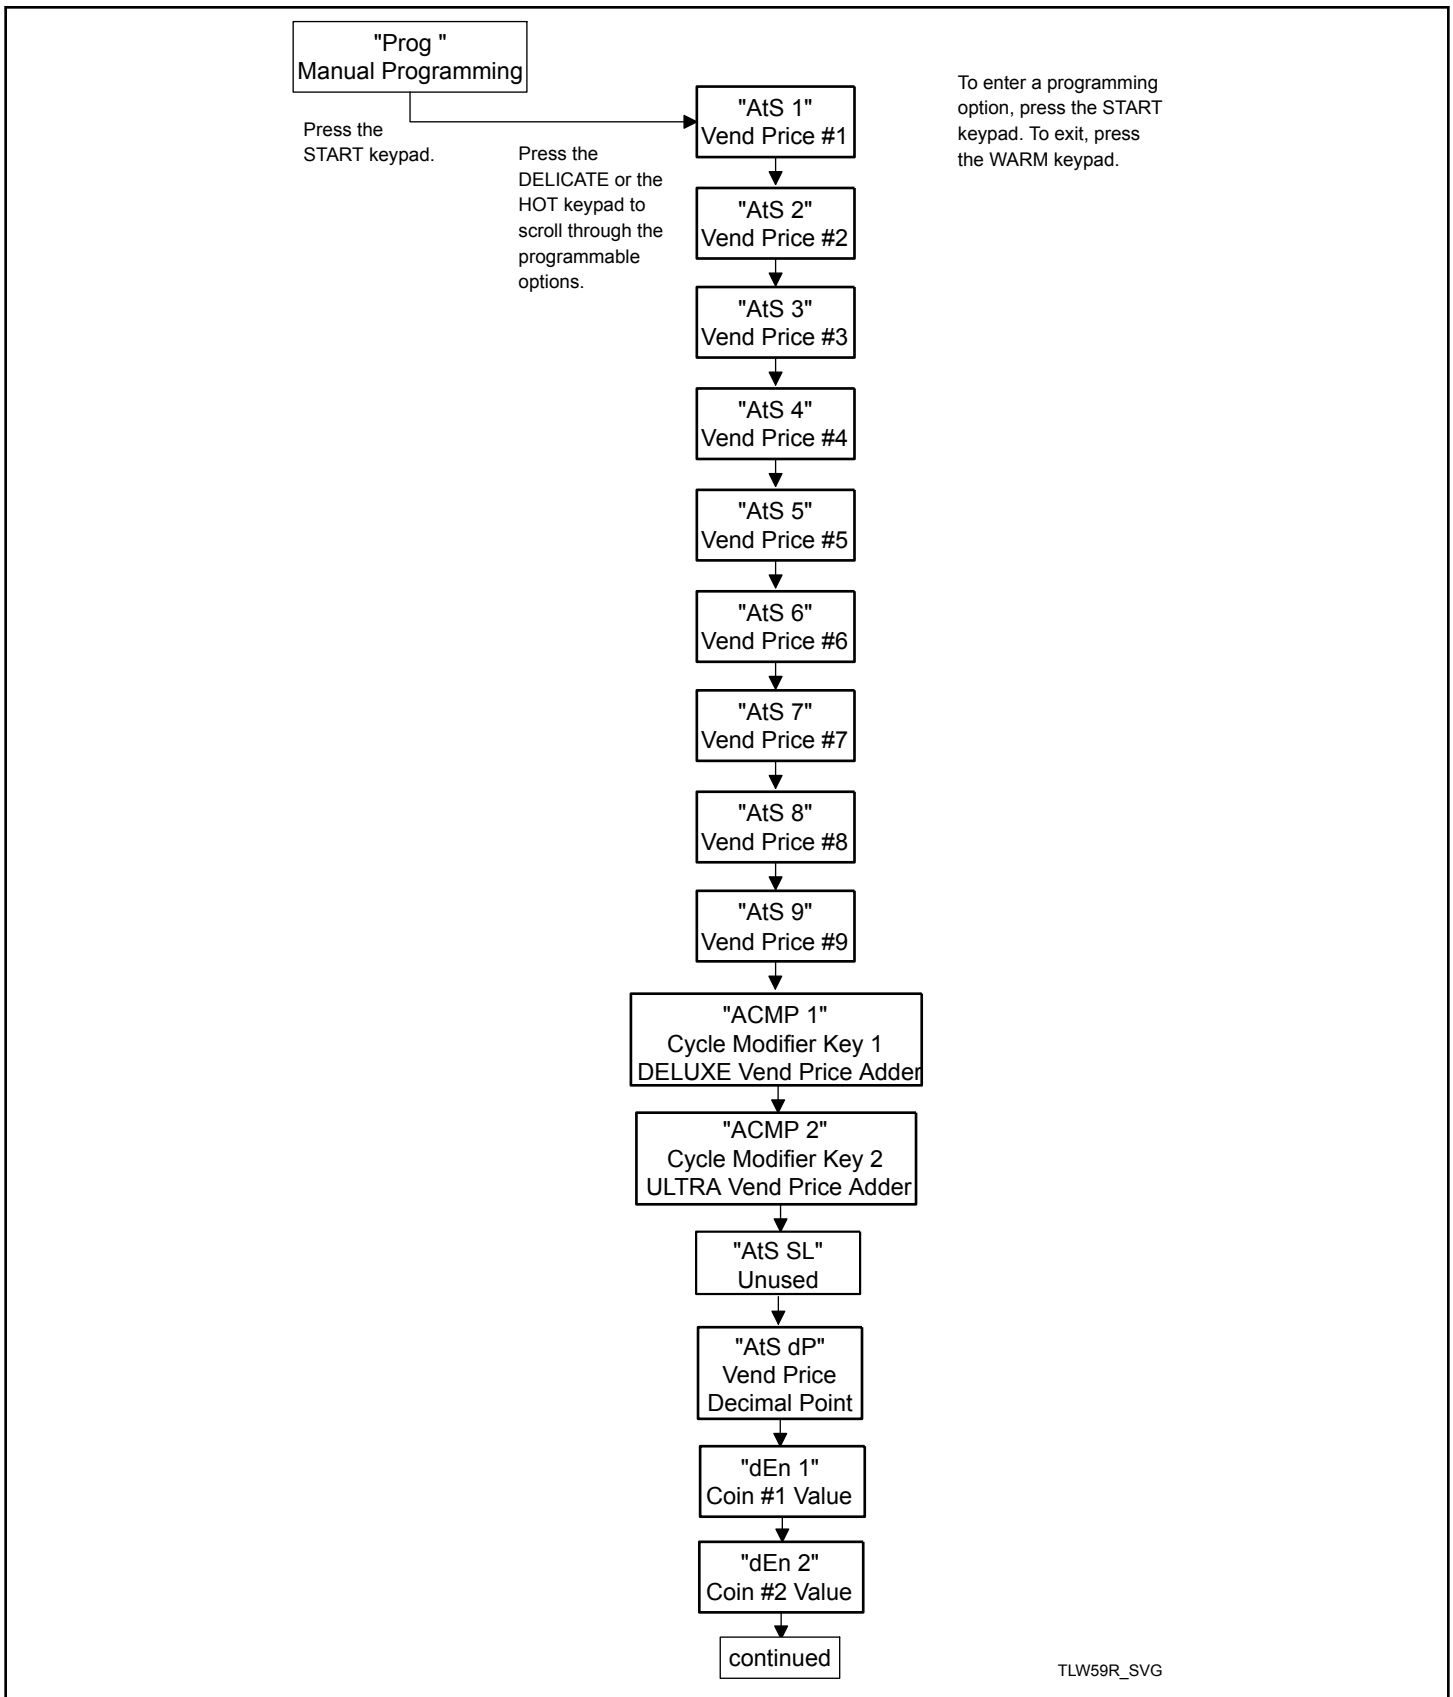 "Prog "
Manual Programming
Press the
START keypad.
Press the
DELICATE or the
HOT keypad to
scroll through the
programmable
options.
To enter a programming
option, press the START
keypad. To exit, press
the WARM keypad.
"AtS 1"
Vend Price #1
"AtS 2"
Vend Price #2
"AtS 3"
Vend Price #3
"AtS 4"
Vend Price #4
"AtS 5"
Vend Price #5
"AtS 6"
Vend Price #6
"AtS 7"
Vend Price #7
"AtS 8"
Vend Price #8
"AtS 9"
Vend Price #9
"ACMP 1"
Cycle Modifier Key 1
DELUXE Vend Price Adder
"ACMP 2"
Cycle Modifier Key 2
ULTRA Vend Price Adder
"AtS SL"
Unused
"AtS dP"
Vend Price
Decimal Point
"dEn 1"
Coin #1 Value
"dEn 2"
Coin #2 Value
continued
TLW59R_SVG